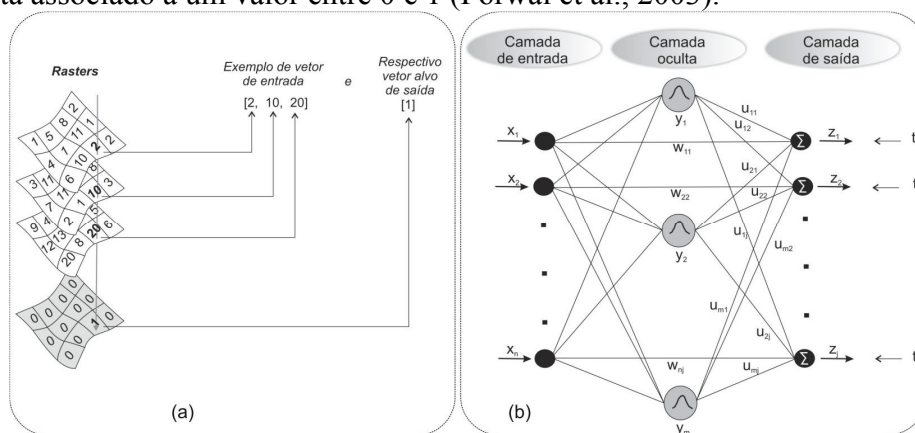 ta associado a um valor entre 0 e 1 (Porwal et al., 2003).
Rasters
Exemplo de vetor
de entrada
e
Respectivo
vetor alvo
de saída
[2, 10, 20]
[1]
1 5 8 2
4 1 11 1
6 10 2 2
8
3 11
7 11 1 10 3
2 5
9 4
12 13 8 20 6
20
0 0 0 0
0 0 0 0
0 0 1 0
0
(a)
Camada
de entrada
Camada
oculta
Camada
de saída
x1
x2
xn
y1
y2
ym
u11
u12
w11
u21
w22
u22
u1j
um2
um1
u2j
wnj
umj
Σ
Σ
Σ
z1
z2
zj
(b)